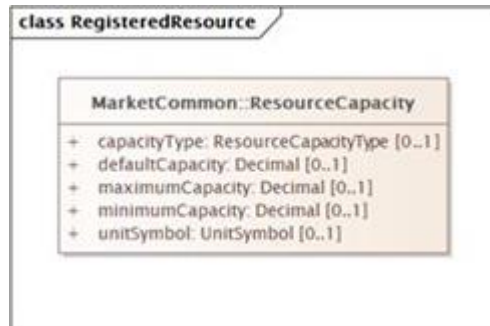 class RegisteredResource
MarketCommon::ResourceCapacity
+ capacityType: ResourceCapacityType [0..1]
+ defaultCapacity: Decimal [0..1]
+ maximumCapacity: Decimal [0..1]
+ minimumCapacity: Decimal [0..1]
+ unitSymbol: UnitSymbol [0..1]